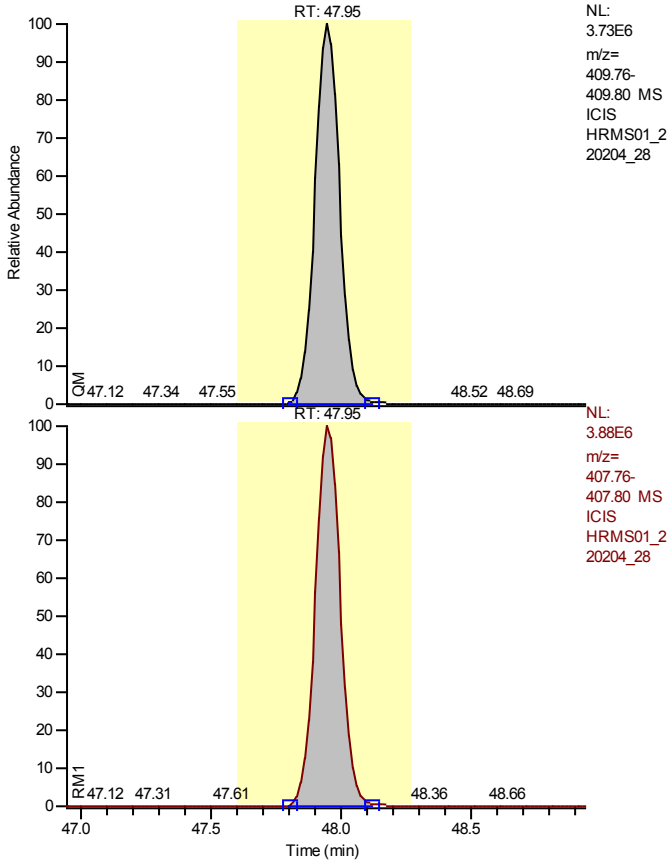 RT: 47.95
NL:
3.73E6
m/z=
409.76-
409.80 MS
ICIS
HRMS01_2
20204_28
100
90
80
70
60
50
40
30
20
10
0
Relative Abundance
QM
47.12 47.34 47.55 48.52 48.69
RT: 47.95
NL:
3.88E6
m/z=
407.76-
407.80 MS
ICIS
HRMS01_2
20204_28
100
90
80
70
60
50
40
30
20
10
0
RM1
47.12 47.31 47.61 48.36 48.66
47.0 47.5 48.0 48.5
Time (min)